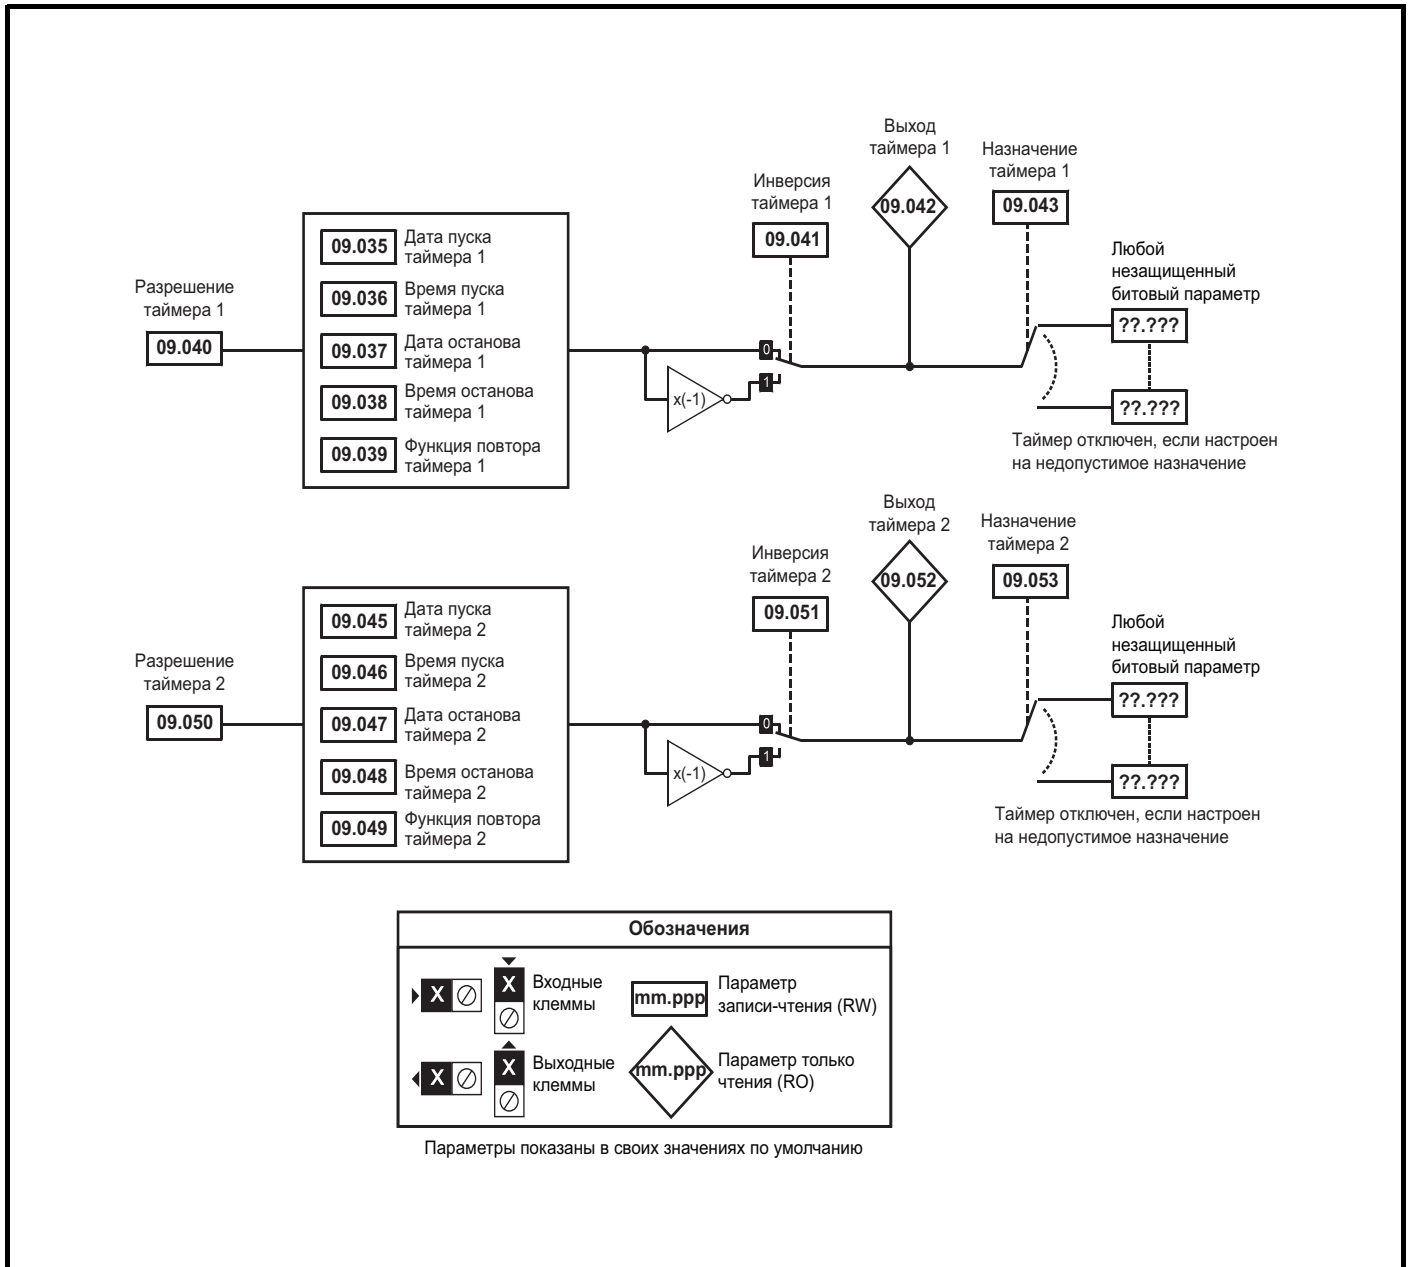 Выход
таймера 1
Назначение
таймера 1
Инверсия
таймера 1
09.042
09.043
09.041
Разрешение
таймера 1
09.040
09.035
Дата пуска
таймера 1
09.036
Время пуска
таймера 1
09.037
Дата останова
таймера 1
09.038
Время останова
таймера 1
09.039
Функция повтора
таймера 1
0
1
x(-1)
Любой
незащищенный
битовый параметр
??.???
??.???
Таймер отключен, если настроен
на недопустимое назначение
Выход
таймера 2
Назначение
таймера 2
Инверсия
таймера 2
09.052
09.053
09.051
Разрешение
таймера 2
09.050
09.045
Дата пуска
таймера 2
09.046
Время пуска
таймера 2
09.047
Дата останова
таймера 2
09.048
Время останова
таймера 2
09.049
Функция повтора
таймера 2
0
1
x(-1)
Любой
незащищенный
битовый параметр
??.???
??.???
Таймер отключен, если настроен
на недопустимое назначение
Обозначения
X
X
Входные
клеммы
mm.ppp
Параметр
записи-чтения (RW)
X
X
Выходные
клеммы
mm.ppp
Параметр только
чтения (RO)
Параметры показаны в своих значениях по умолчанию